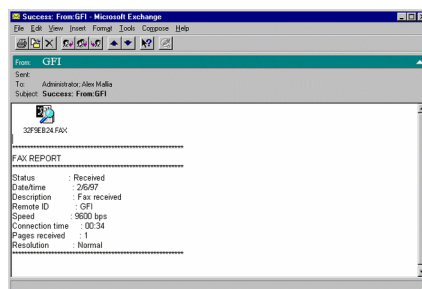 Success: From:GFI - Microsoft Exchange
File Edit View Insert Format Tools Compose Help
From: GFI
Sent:
To: Administrator; Alex Mallia
Subject: Success: From:GFI
32F9EB24.FAX
************************************************************
FAX REPORT
************************************************************
Status : Received
Date/time : 2/6/97
Description : Fax received
Remote ID : GFI
Speed : 9600 bps
Connection time : 00:34
Pages received : 1
Resolution : Normal
************************************************************